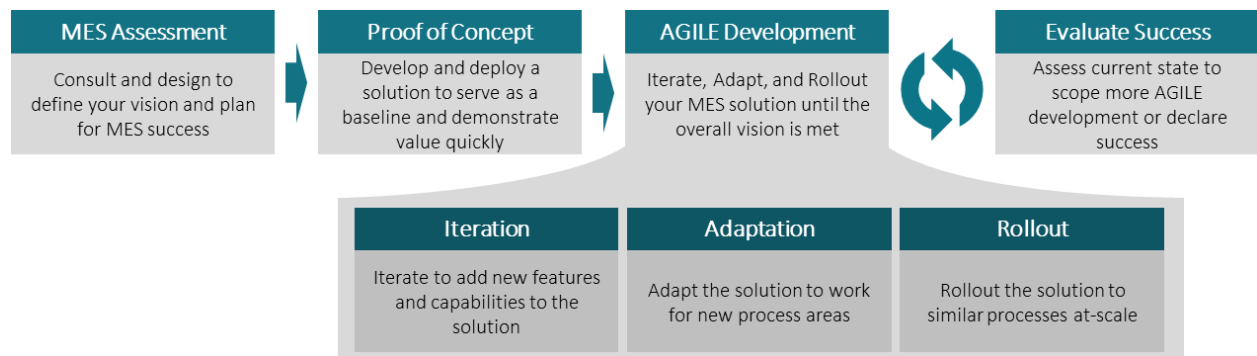 MES Assessment
Consult and design to
define your vision and plan
for MES success
Proof of Concept
Develop and deploy a
solution to serve as a
baseline and demonstrate
value quickly
AGILE Development
Iterate, Adapt, and Rollout
your MES solution until the
overall vision is met
Evaluate Success
Assess current state to
scope more AGILE
development or declare
success
Iteration
Iterate to add new features
and capabilities to the
solution
Adaptation
Adapt the solution to work
for new process areas
Rollout
Rollout the solution to
similar processes at-scale